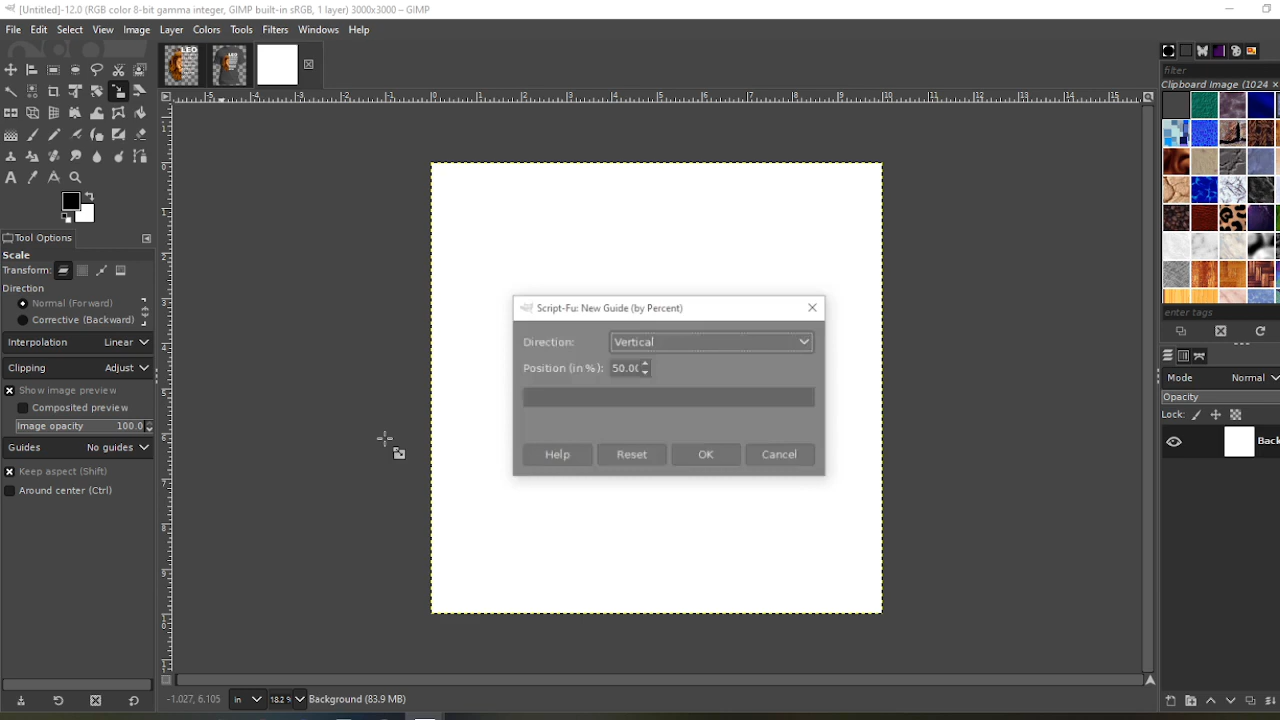 [Untitled]-12.0 (RGB color 8-bit gamma integer, GIMP built-in sRGB, 1 layer) 3000x3000 – GIMP
File Edit Select View Image Layer Colors Tools Filters Windows Help
LEO
filter
Clipboard Image (1024 ×
Tool Options
Scale
Transform:
Direction
Normal (Forward)
Corrective (Backward)
Interpolation Linear
Clipping Adjust
Show image preview
Composited preview
Image opacity 100.0
Guides No guides
Keep aspect (Shift)
Around center (Ctrl)
Script-Fu: New Guide (by Percent)
Direction: Vertical
Position (in %): 50.00
Help Reset OK Cancel
enter tags
Mode Normal
Opacity
Lock:
Back
-1.027, 6.105 in 18.2 % Background (83.9 MB)